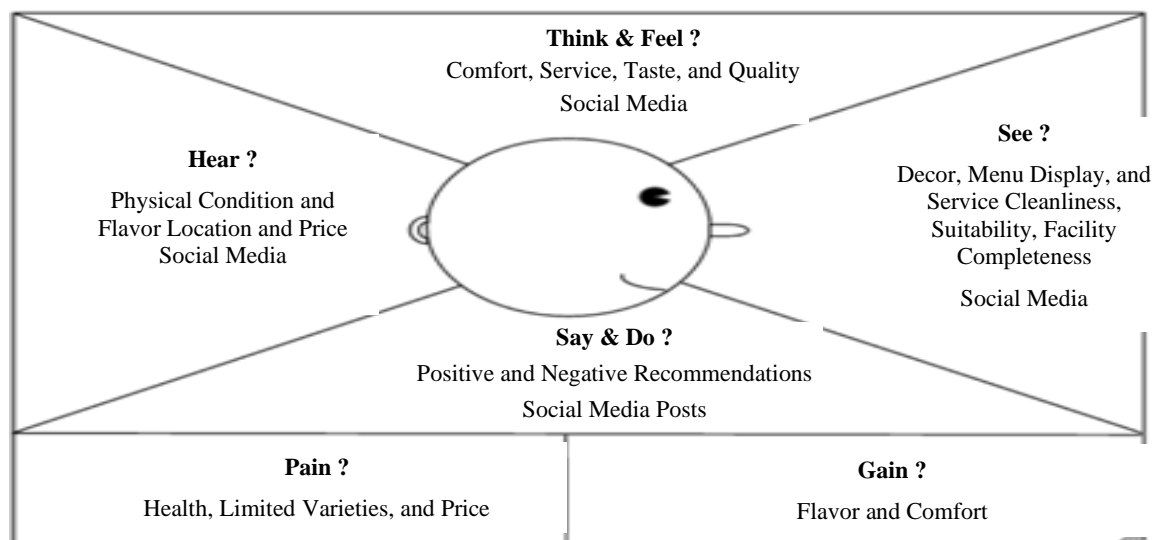 Think & Feel ?
Comfort, Service, Taste, and Quality
Social Media
Hear ?
Physical Condition and
Flavor Location and Price
Social Media
See ?
Decor, Menu Display, and
Service Cleanliness,
Suitability, Facility
Completeness
Social Media
Say & Do ?
Positive and Negative Recommendations
Social Media Posts
Pain ?
Health, Limited Varieties, and Price
Gain ?
Flavor and Comfort